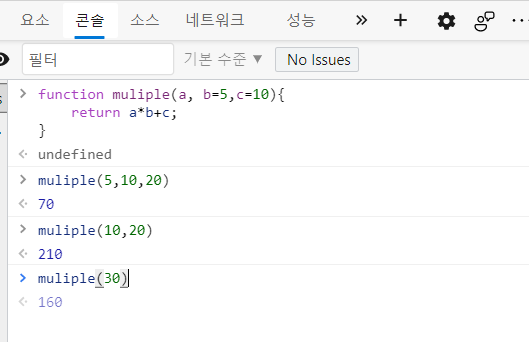 요소 콘솔 소스 네트워크 성능
필터 기본 수준 ▼ No Issues
> function muliple(a, b=5,c=10){
return a*b+c;
}
undefined
> muliple(5,10,20)
70
> muliple(10,20)
210
> muliple(30)
160